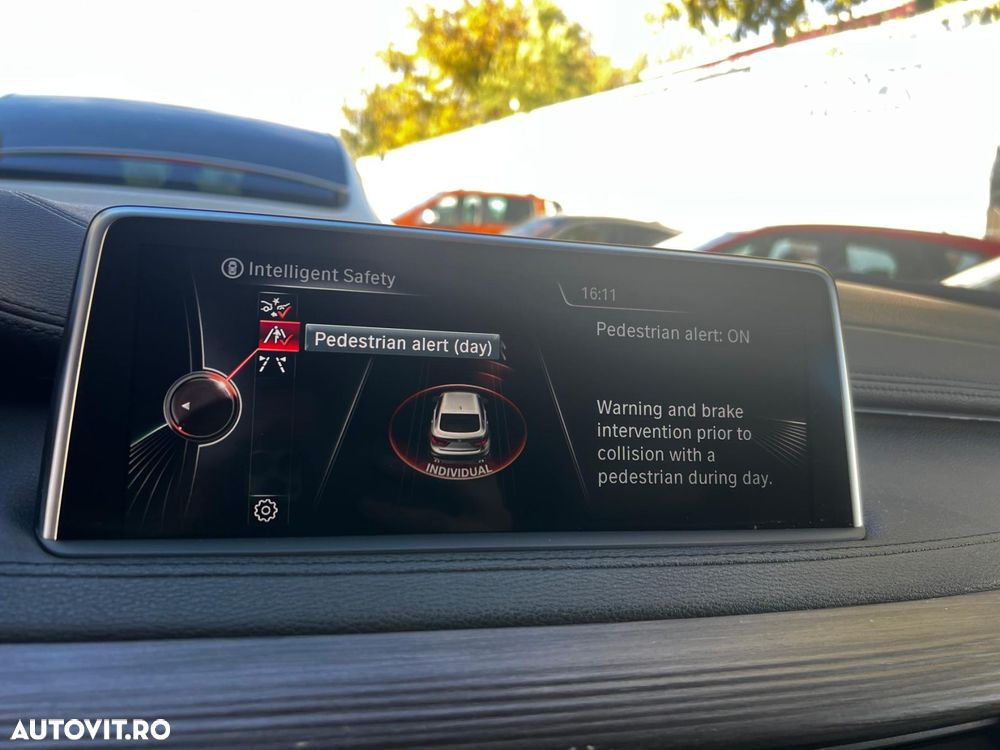 Intelligent Safety
16:11
Pedestrian alert (day)
Pedestrian alert: ON
Warning and brake
intervention prior to
collision with a
pedestrian during day.
INDIVIDUAL
AUTOVIT.RO